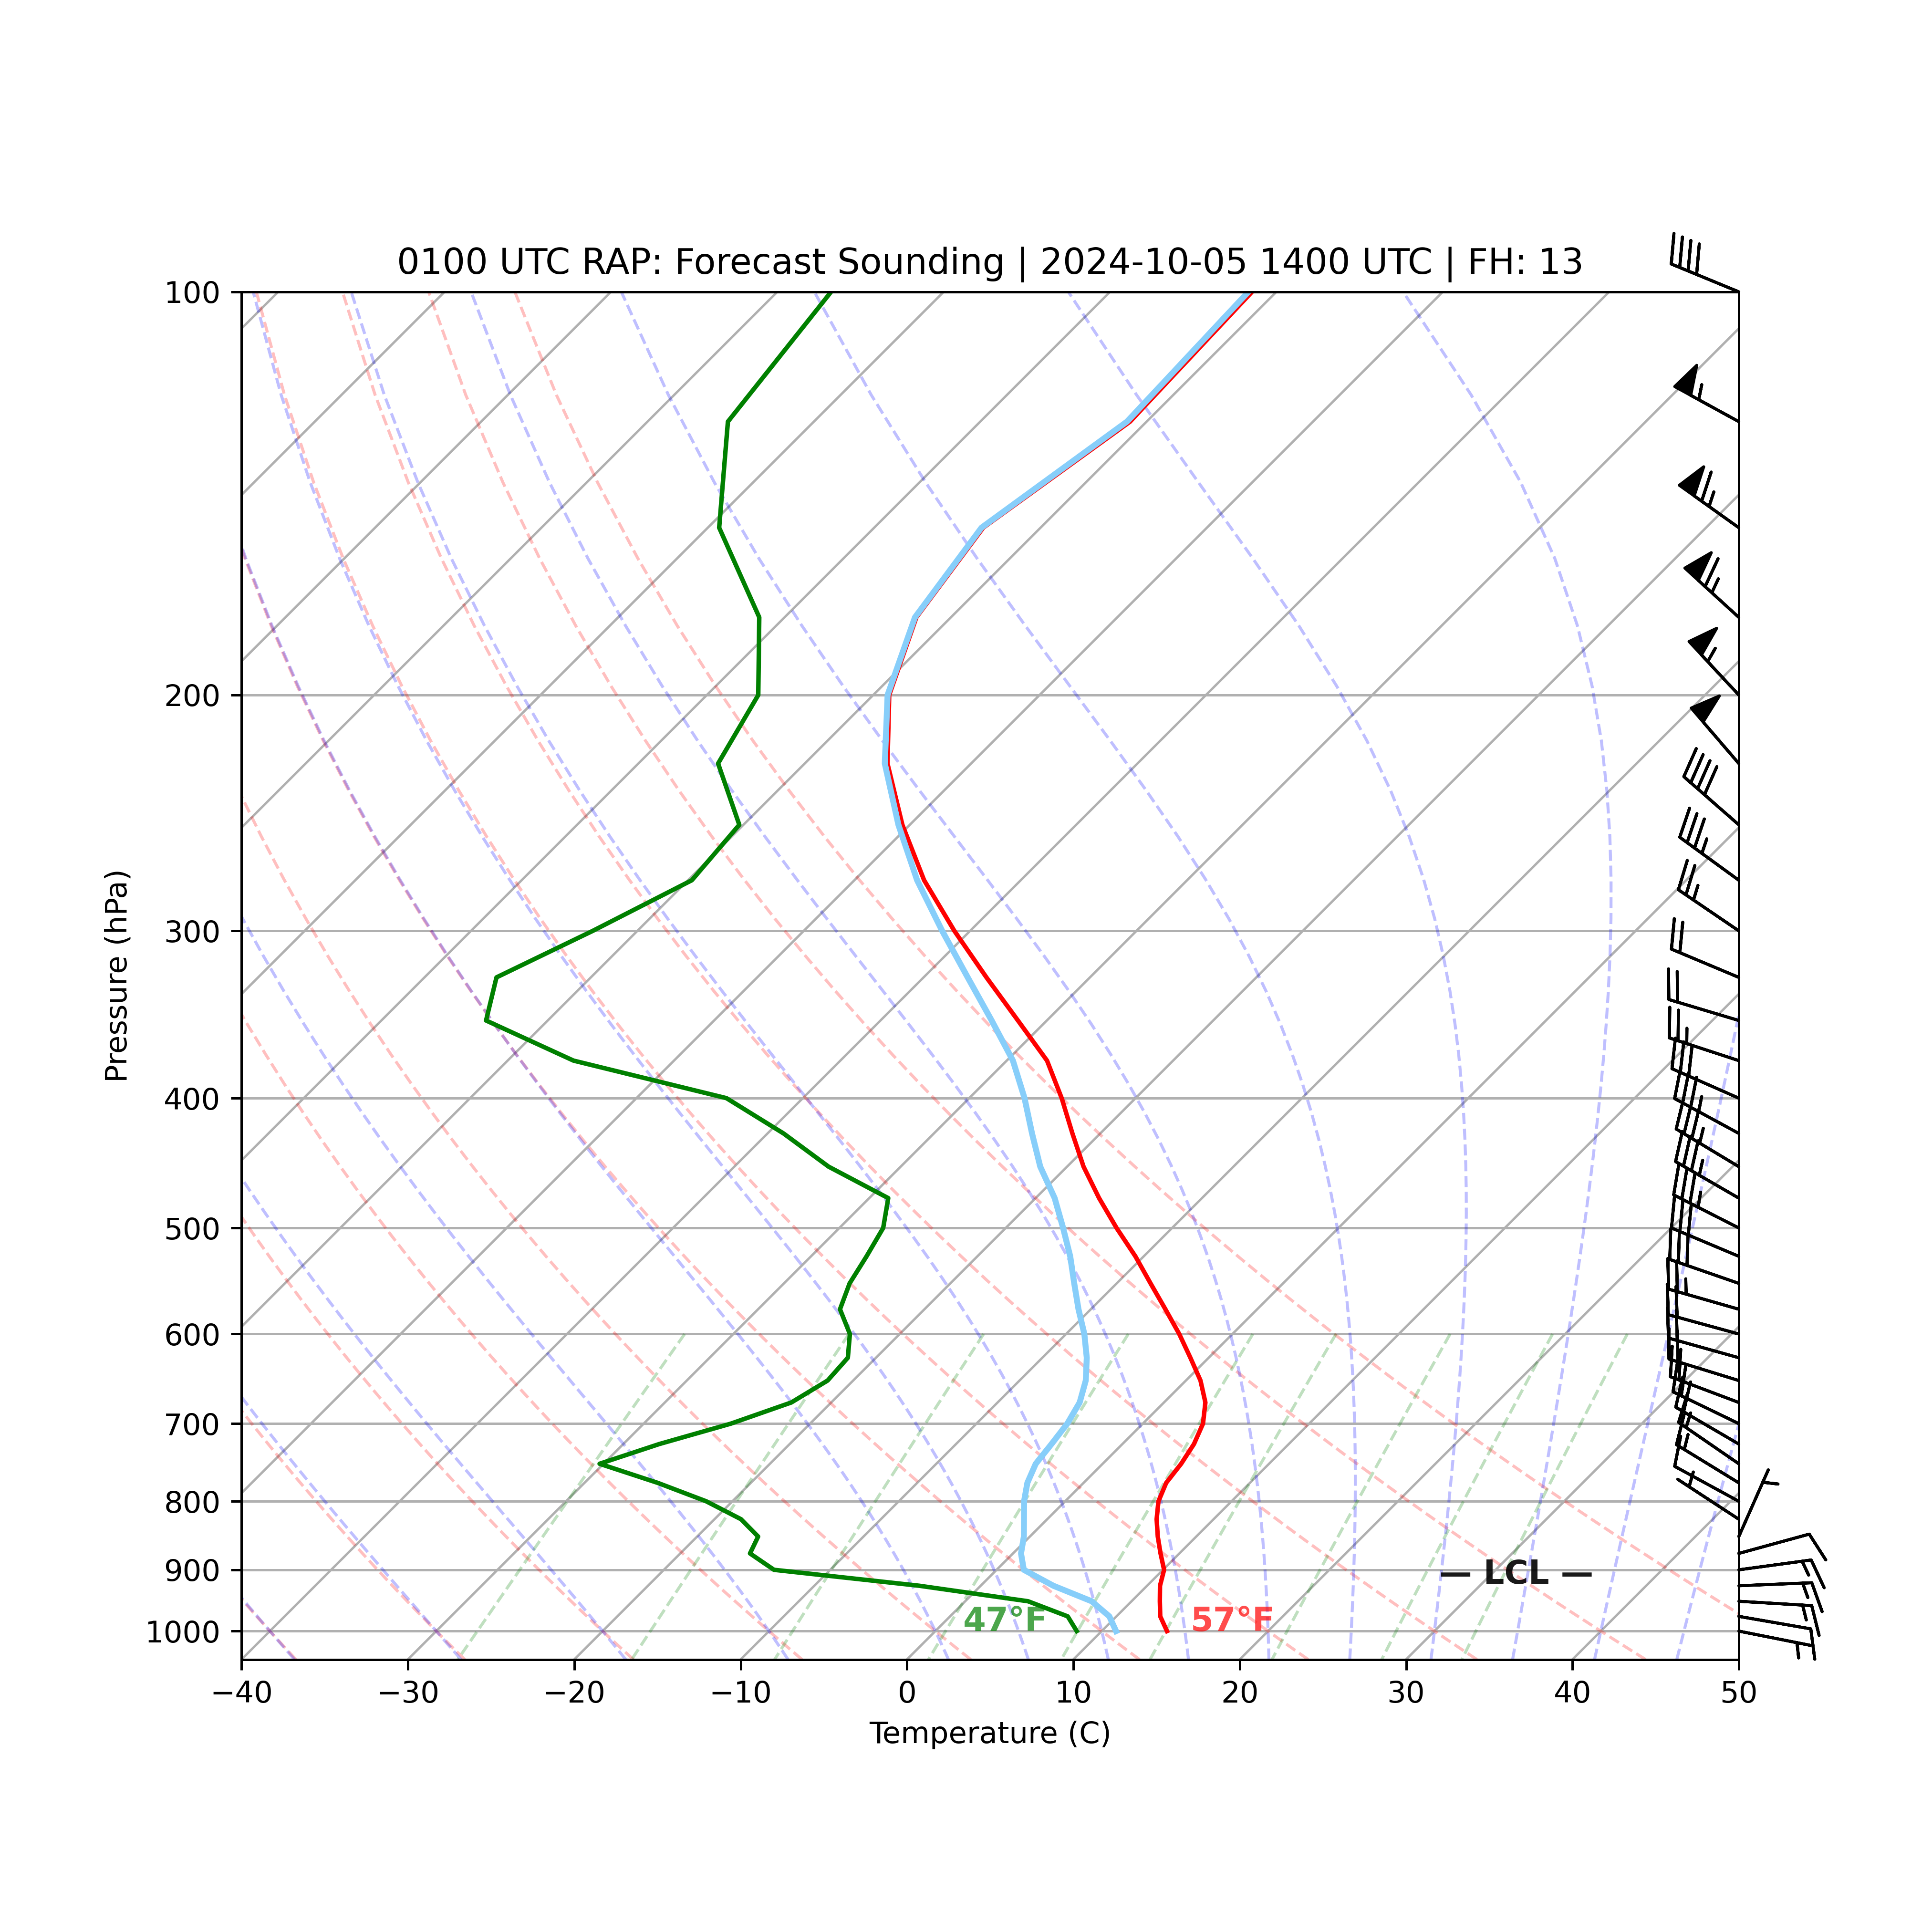 0100 UTC RAP: Forecast Sounding | 2024-10-05 1400 UTC | FH: 13
100
200
300
400
500
600
700
800
900
1000
Pressure (hPa)
— LCL —
47°F
57°F
−40 −30 −20 −10 0 10 20 30 40 50
Temperature (C)